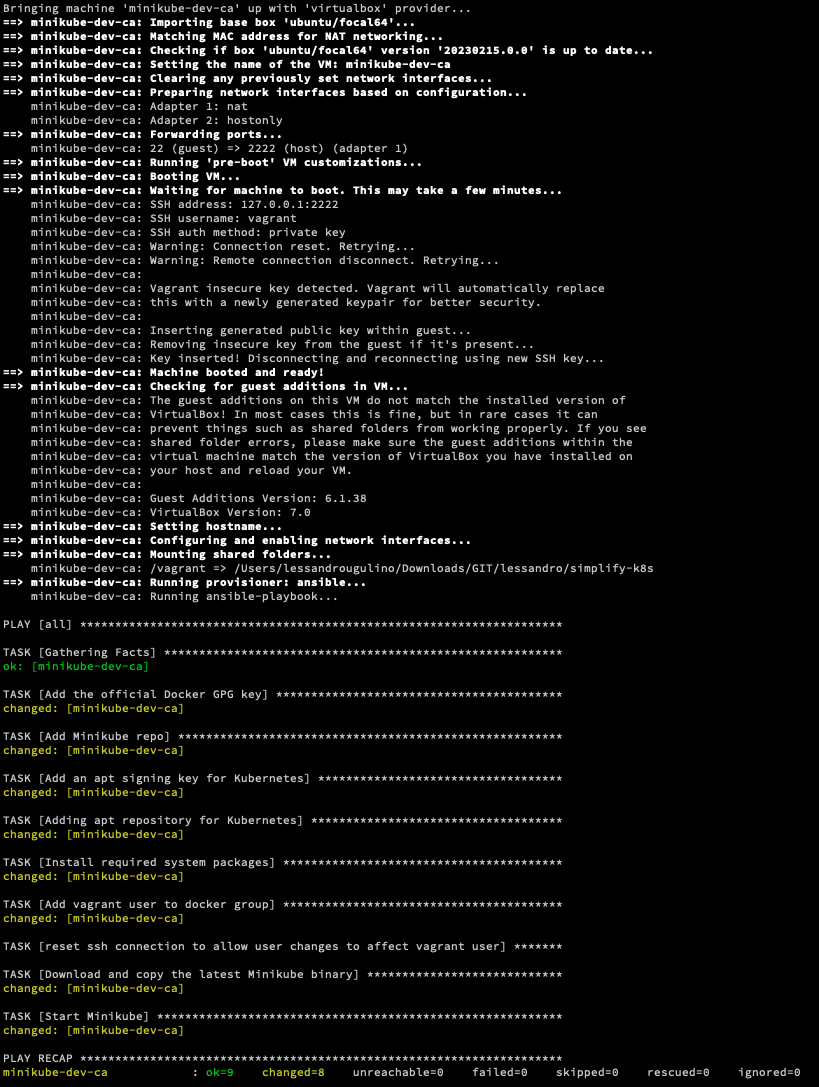 Bringing machine 'minikube-dev-ca' up with 'virtualbox' provider...
==> minikube-dev-ca: Importing base box 'ubuntu/focal64'...
==> minikube-dev-ca: Matching MAC address for NAT networking...
==> minikube-dev-ca: Checking if box 'ubuntu/focal64' version '20230215.0.0' is up to date...
==> minikube-dev-ca: Setting the name of the VM: minikube-dev-ca
==> minikube-dev-ca: Clearing any previously set network interfaces...
==> minikube-dev-ca: Preparing network interfaces based on configuration...
    minikube-dev-ca: Adapter 1: nat
    minikube-dev-ca: Adapter 2: hostonly
==> minikube-dev-ca: Forwarding ports...
    minikube-dev-ca: 22 (guest) => 2222 (host) (adapter 1)
==> minikube-dev-ca: Running 'pre-boot' VM customizations...
==> minikube-dev-ca: Booting VM...
==> minikube-dev-ca: Waiting for machine to boot. This may take a few minutes...
    minikube-dev-ca: SSH address: 127.0.0.1:2222
    minikube-dev-ca: SSH username: vagrant
    minikube-dev-ca: SSH auth method: private key
    minikube-dev-ca: Warning: Connection reset. Retrying...
    minikube-dev-ca: Warning: Remote connection disconnect. Retrying...
    minikube-dev-ca:
    minikube-dev-ca: Vagrant insecure key detected. Vagrant will automatically replace
    minikube-dev-ca: this with a newly generated keypair for better security.
    minikube-dev-ca:
    minikube-dev-ca: Inserting generated public key within guest...
    minikube-dev-ca: Removing insecure key from the guest if it's present...
    minikube-dev-ca: Key inserted! Disconnecting and reconnecting using new SSH key...
==> minikube-dev-ca: Machine booted and ready!
==> minikube-dev-ca: Checking for guest additions in VM...
    minikube-dev-ca: The guest additions on this VM do not match the installed version of
    minikube-dev-ca: VirtualBox! In most cases this is fine, but in rare cases it can
    minikube-dev-ca: prevent things such as shared folders from working properly. If you see
    minikube-dev-ca: shared folder errors, please make sure the guest additions within the
    minikube-dev-ca: virtual machine match the version of VirtualBox you have installed on
    minikube-dev-ca: your host and reload your VM.
    minikube-dev-ca:
    minikube-dev-ca: Guest Additions Version: 6.1.38
    minikube-dev-ca: VirtualBox Version: 7.0
==> minikube-dev-ca: Setting hostname...
==> minikube-dev-ca: Configuring and enabling network interfaces...
==> minikube-dev-ca: Mounting shared folders...
    minikube-dev-ca: /vagrant => /Users/lessandrougulino/Downloads/GIT/lessandro/simplify-k8s
==> minikube-dev-ca: Running provisioner: ansible...
    minikube-dev-ca: Running ansible-playbook...
PLAY [all] *********************************************************************
TASK [Gathering Facts] *********************************************************
ok: [minikube-dev-ca]
TASK [Add the official Docker GPG key] *****************************************
changed: [minikube-dev-ca]
TASK [Add Minikube repo] *******************************************************
changed: [minikube-dev-ca]
TASK [Add an apt signing key for Kubernetes] ***********************************
changed: [minikube-dev-ca]
TASK [Adding apt repository for Kubernetes] ************************************
changed: [minikube-dev-ca]
TASK [Install required system packages] ****************************************
changed: [minikube-dev-ca]
TASK [Add vagrant user to docker group] ****************************************
changed: [minikube-dev-ca]
TASK [reset ssh connection to allow user changes to affect vagrant user] *******
TASK [Download and copy the latest Minikube binary] ****************************
changed: [minikube-dev-ca]
TASK [Start Minikube] **********************************************************
changed: [minikube-dev-ca]
PLAY RECAP *********************************************************************
minikube-dev-ca            : ok=9    changed=8    unreachable=0    failed=0    skipped=0    rescued=0    ignored=0